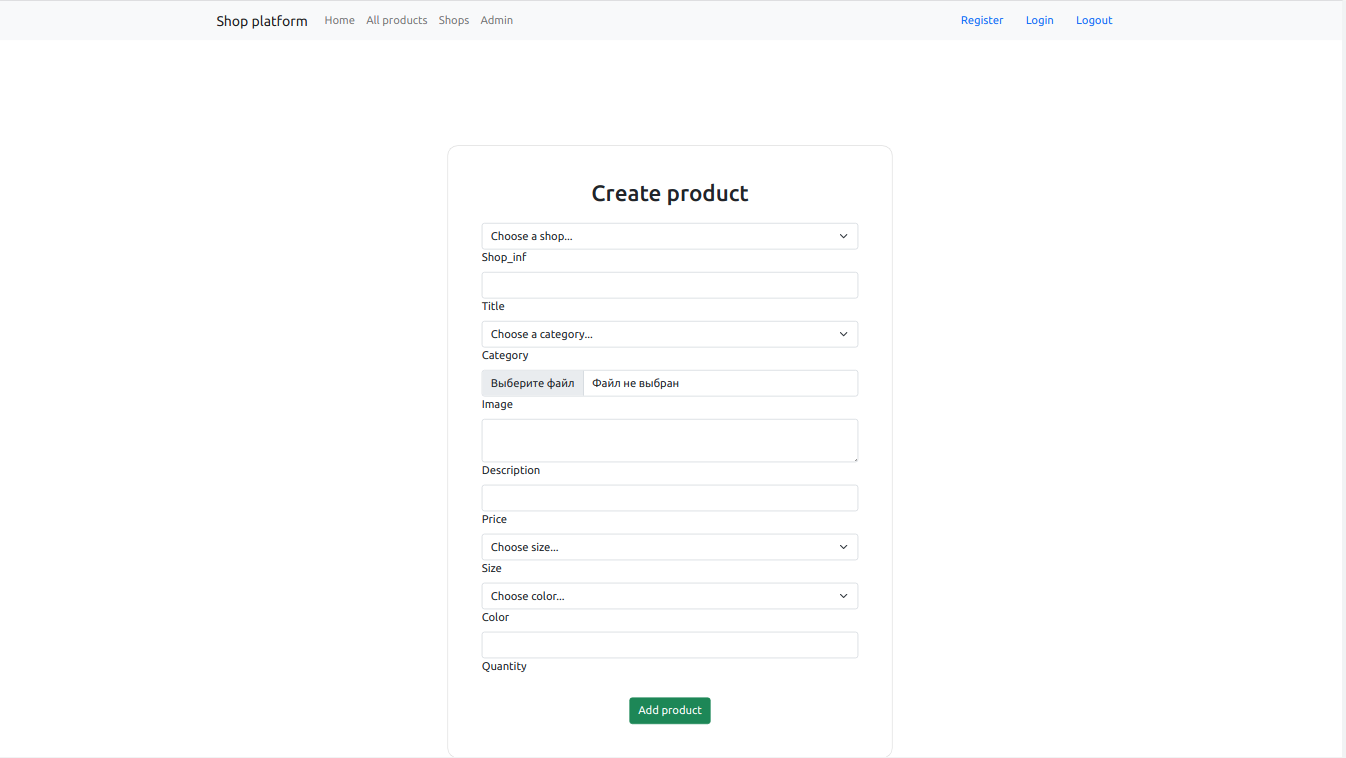 Shop platform Home All products Shops Admin Register Login Logout
Create product
Choose a shop...
Shop_inf
Title
Choose a category...
Category
Выберите файл Файл не выбран
Image
Description
Price
Choose size...
Size
Choose color...
Color
Quantity
Add product